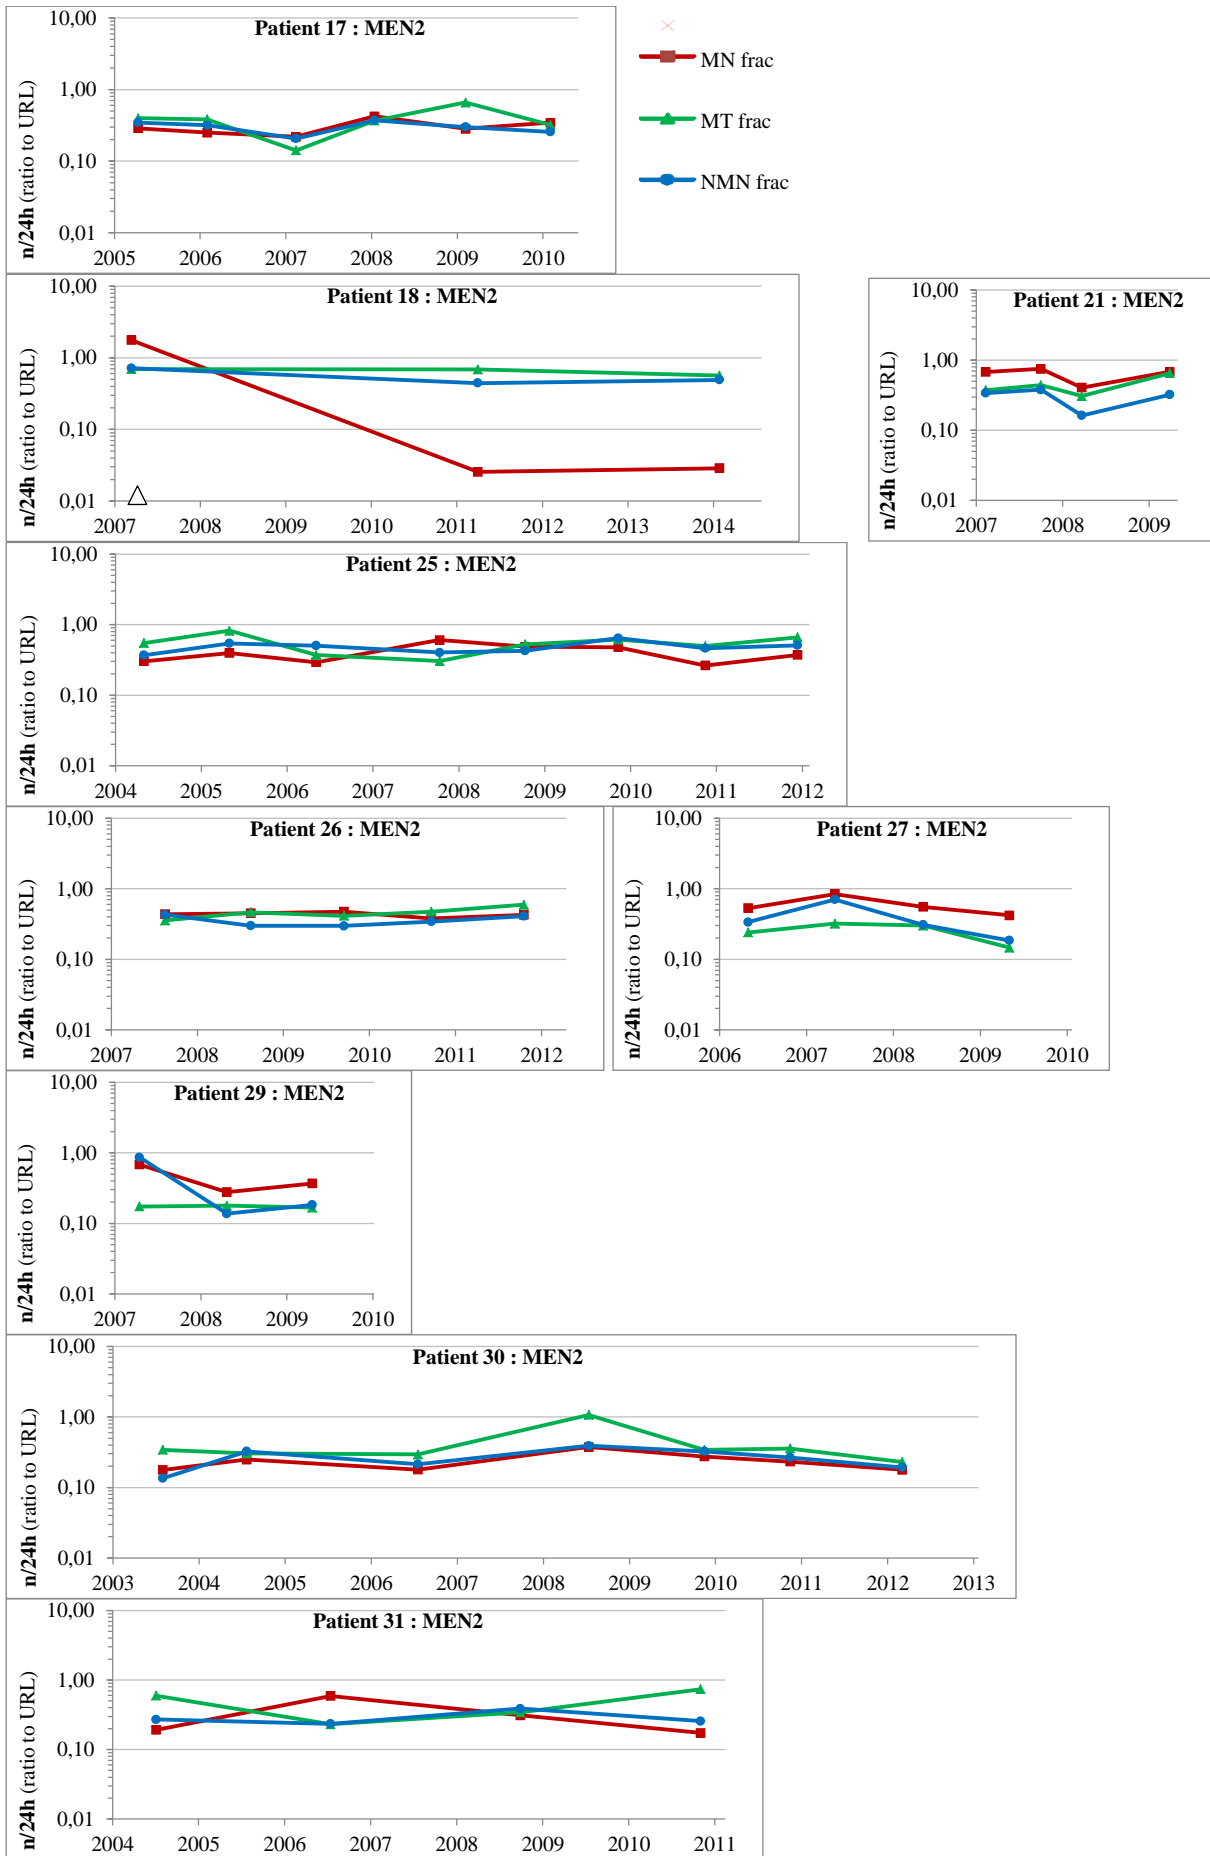 Patient 17 : MEN2
n/24h (ratio to URL)
10,00
1,00
0,10
0,01
2005 2006 2007 2008 2009 2010
MN frac
MT frac
NMN frac
Patient 18 : MEN2
n/24h (ratio to URL)
10,00
1,00
0,10
0,01
2007 2008 2009 2010 2011 2012 2013 2014
Patient 21 : MEN2
n/24h (ratio to URL)
10,00
1,00
0,10
0,01
2007 2008 2009
Patient 25 : MEN2
n/24h (ratio to URL)
10,00
1,00
0,10
0,01
2004 2005 2006 2007 2008 2009 2010 2011 2012
Patient 26 : MEN2
n/24h (ratio to URL)
10,00
1,00
0,10
0,01
2007 2008 2009 2010 2011 2012
Patient 27 : MEN2
n/24h (ratio to URL)
10,00
1,00
0,10
0,01
2006 2007 2008 2009 2010
Patient 29 : MEN2
n/24h (ratio to URL)
10,00
1,00
0,10
0,01
2007 2008 2009 2010
Patient 30 : MEN2
n/24h (ratio to URL)
10,00
1,00
0,10
0,01
2003 2004 2005 2006 2007 2008 2009 2010 2011 2012 2013
Patient 31 : MEN2
n/24h (ratio to URL)
10,00
1,00
0,10
0,01
2004 2005 2006 2007 2008 2009 2010 2011